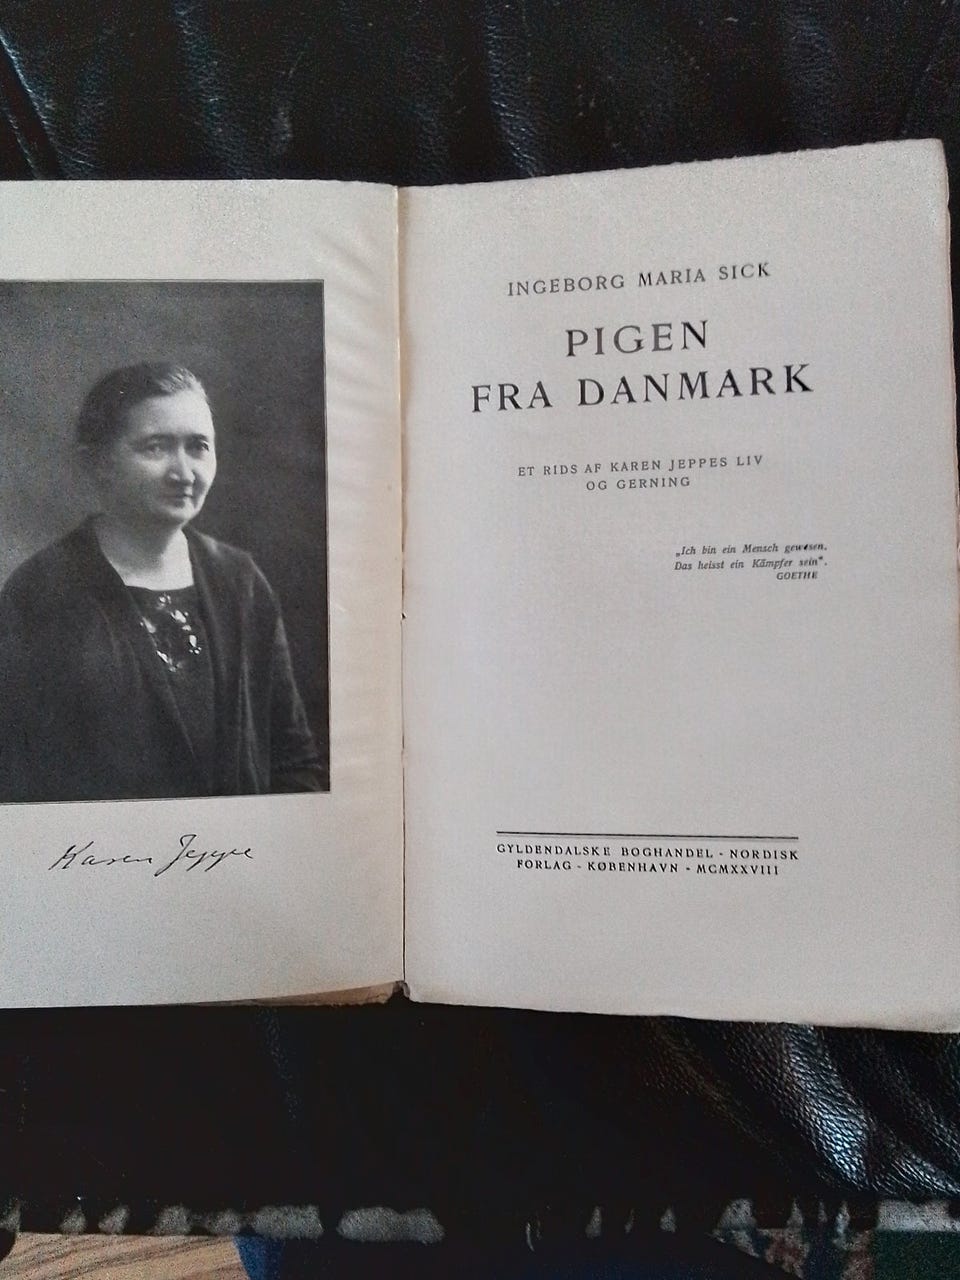 Karen Jeppe
INGEBORG MARIA SICK
PIGEN
FRA DANMARK
ET RIDS AF KAREN JEPPES LIV
OG GERNING
„Ich bin ein Mensch gewesen.
Das heisst ein Kämpfer sein“.
GOETHE
GYLDENDALSKE BOGHANDEL - NORDISK
FORLAG - KØBENHAVN - MCMXXVIII